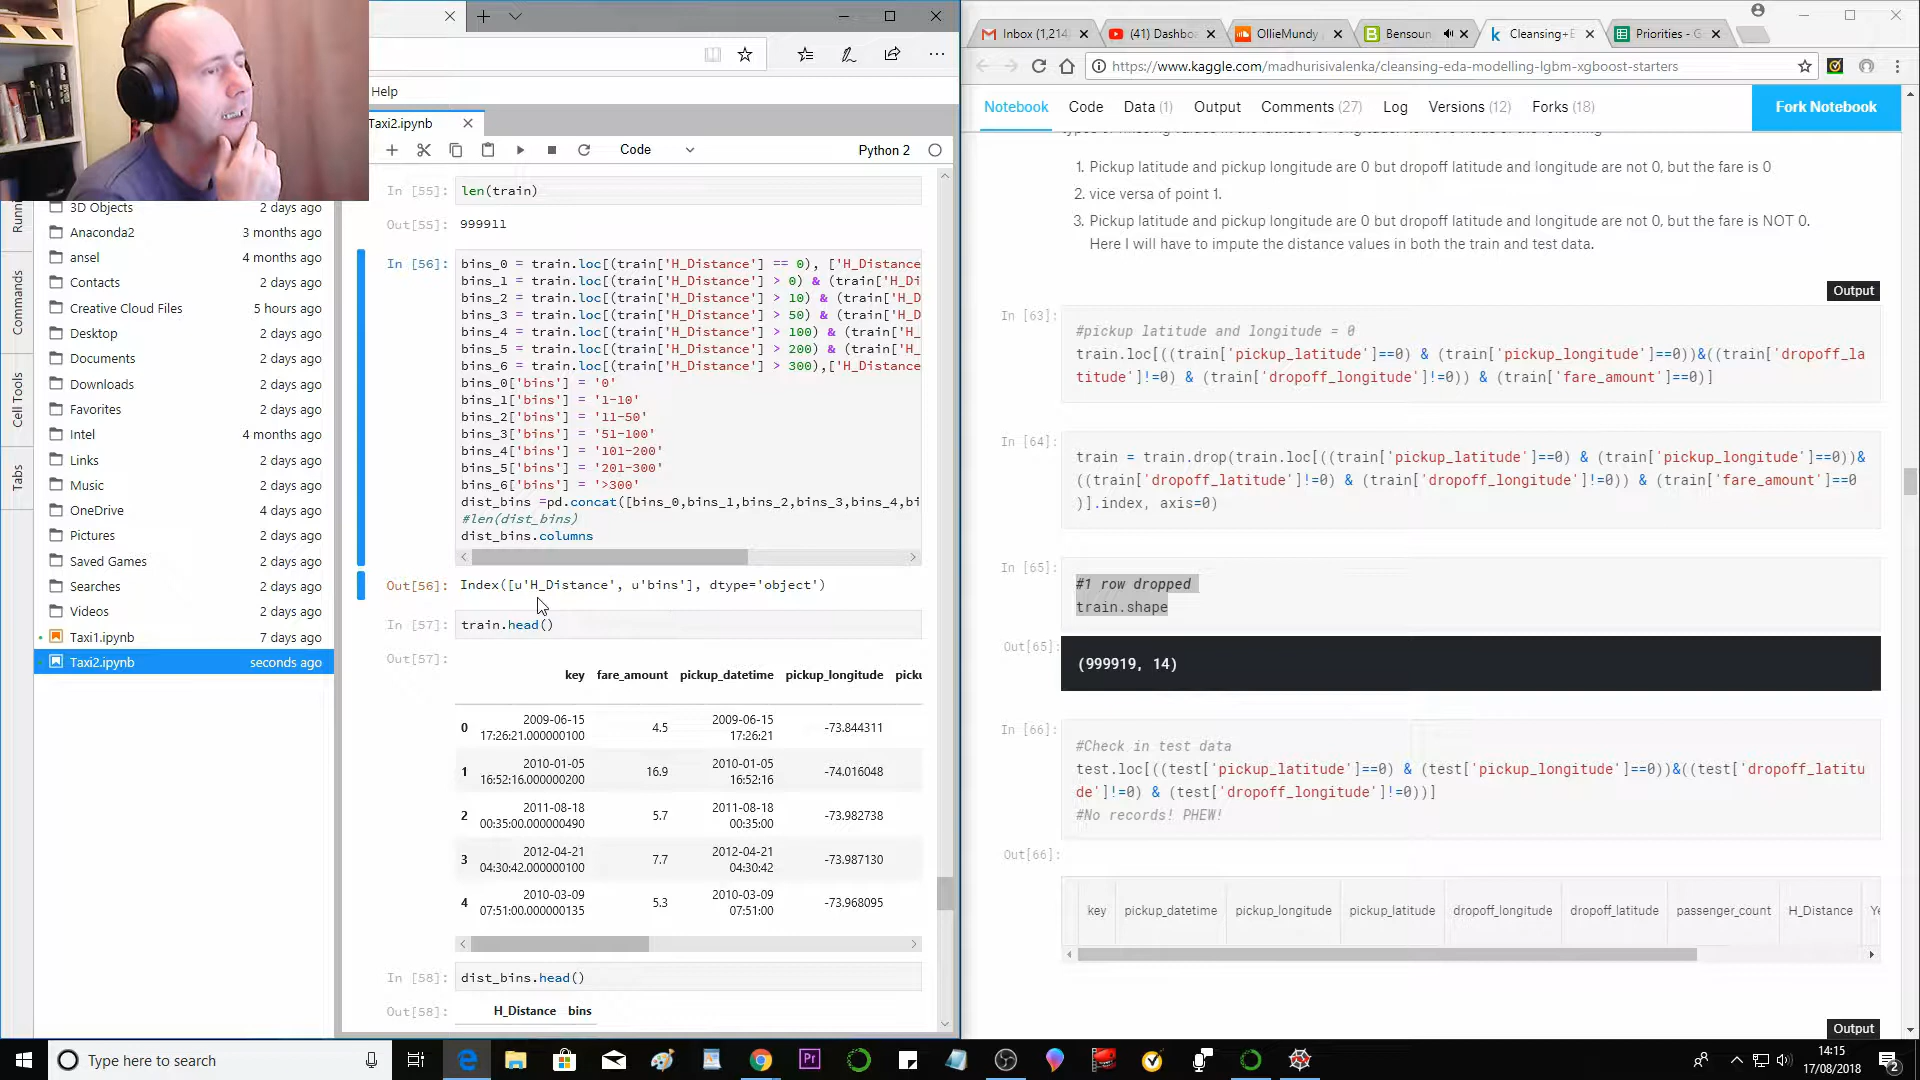 Help
Taxi2.ipynb
Code
Python 2
3D Objects 2 days ago
Anaconda2 3 months ago
ansel 4 months ago
Contacts 2 days ago
Creative Cloud Files 5 hours ago
Desktop 2 days ago
Documents 2 days ago
Downloads 2 days ago
Favorites 2 days ago
Intel 4 months ago
Links 2 days ago
Music 2 days ago
OneDrive 4 days ago
Pictures 2 days ago
Saved Games 2 days ago
Searches 2 days ago
Videos 2 days ago
Taxi1.ipynb 7 days ago
Taxi2.ipynb seconds ago
Commands
Cell Tools
Tabs
In [55]: len(train)
Out[55]: 999911
In [56]: bins_0 = train.loc[(train['H_Distance'] == 0), ['H_Distance
bins_1 = train.loc[(train['H_Distance'] > 0) & (train['H_Di
bins_2 = train.loc[(train['H_Distance'] > 10) & (train['H_D
bins_3 = train.loc[(train['H_Distance'] > 50) & (train['H_D
bins_4 = train.loc[(train['H_Distance'] > 100) & (train['H_
bins_5 = train.loc[(train['H_Distance'] > 200) & (train['H_
bins_6 = train.loc[(train['H_Distance'] > 300),['H_Distance
bins_0['bins'] = '0'
bins_1['bins'] = '1-10'
bins_2['bins'] = '11-50'
bins_3['bins'] = '51-100'
bins_4['bins'] = '101-200'
bins_5['bins'] = '201-300'
bins_6['bins'] = '>300'
dist_bins =pd.concat([bins_0,bins_1,bins_2,bins_3,bins_4,bi
#len(dist_bins)
dist_bins.columns
Out[56]: Index([u'H_Distance', u'bins'], dtype='object')
In [57]: train.head()
Out[57]:
key fare_amount pickup_datetime pickup_longitude pick
0 2009-06-15 17:26:21.000000100 4.5 2009-06-15 17:26:21 -73.844311
1 2010-01-05 16:52:16.000000200 16.9 2010-01-05 16:52:16 -74.016048
2 2011-08-18 00:35:00.000000490 5.7 2011-08-18 00:35:00 -73.982738
3 2012-04-21 04:30:42.000000100 7.7 2012-04-21 04:30:42 -73.987130
4 2010-03-09 07:51:00.000000135 5.3 2010-03-09 07:51:00 -73.968095
In [58]: dist_bins.head()
Out[58]:
H_Distance bins
Inbox (1,214
(41) Dashbo
OllieMundy
Bensoun
Cleansing+E
Priorities - G
https://www.kaggle.com/madhurisivalenka/cleansing-eda-modelling-lgbm-xgboost-starters
Notebook Code Data (1) Output Comments (27) Log Versions (12) Forks (18) Fork Notebook
1. Pickup latitude and pickup longitude are 0 but dropoff latitude and longitude are not 0, but the fare is 0
2. vice versa of point 1.
3. Pickup latitude and pickup longitude are 0 but dropoff latitude and longitude are not 0, but the fare is NOT 0.
Here I will have to impute the distance values in both the train and test data.
Output
In [63]:
#pickup latitude and longitude = 0
train.loc[((train['pickup_latitude']==0) & (train['pickup_longitude']==0))&((train['dropoff_la
titude']!=0) & (train['dropoff_longitude']!=0)) & (train['fare_amount']==0)]
In [64]:
train = train.drop(train.loc[((train['pickup_latitude']==0) & (train['pickup_longitude']==0))&
((train['dropoff_latitude']!=0) & (train['dropoff_longitude']!=0)) & (train['fare_amount']==0
)].index, axis=0)
In [65]:
#1 row dropped
train.shape
Out[65]:
(999919, 14)
In [66]:
#Check in test data
test.loc[((test['pickup_latitude']==0) & (test['pickup_longitude']==0))&((test['dropoff_latitu
de']!=0) & (test['dropoff_longitude']!=0))]
#No records! PHEW!
Out[66]:
key pickup_datetime pickup_longitude pickup_latitude dropoff_longitude dropoff_latitude passenger_count H_Distance Ye
Output
Type here to search
14:15
17/08/2018